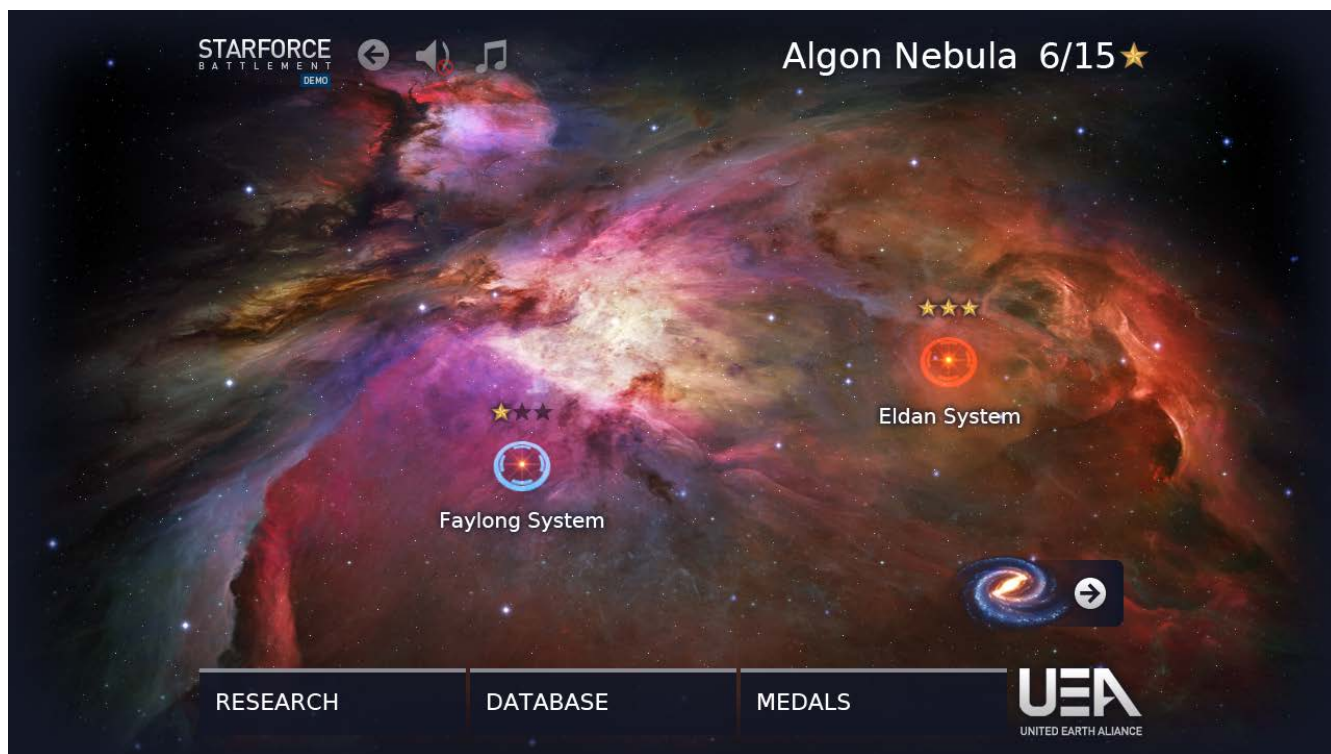 STARFORCE
BATTLEMENT
DEMO
Algon Nebula 6/15
Eldan System
Faylong System
RESEARCH
DATABASE
MEDALS
UEA
UNITED EARTH ALIANCE